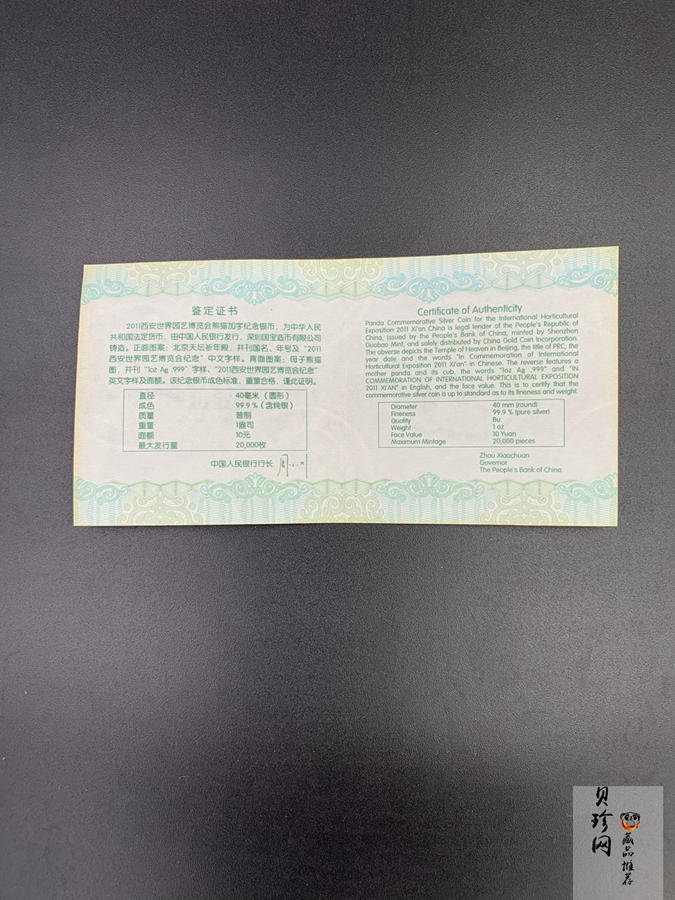 鉴定证书
2011西安世界园艺博览会熊猫加字纪念银币，为中华人民
共和国法定货币，由中国人民银行发行，深圳国宝造币有限公司
铸造。正面图案：北京天坛祈年殿，并刊国名、年号及“2011
西安世界园艺博览会纪念”中文字样。背面图案：母子熊猫
图，并刊“1oz Ag .999”字样、“2011西安世界园艺博览会纪念”
英文字样及面额。该纪念银币成色标准，重量合格，谨此证明。
直径 40毫米（圆形）
成色 99.9％（含纯银）
质量 普制
重量 1盎司
面额 10元
最大发行量 20,000枚
中国人民银行行长
Certificate of Authenticity
Panda Commemorative Silver Coin for the International Horticultural
Exposition 2011 Xi'an China is legal tender of the People's Republic of
China, issued by the People's Bank of China, minted by Shenzhen
Guobao Mint, and solely distributed by China Gold Coin Incorporation.
The obverse depicts the Temple of Heaven in Beijing, the title of PRC, the
year date and the words "In Commemoration of International
Horticultural Exposition 2011 Xi'an" in Chinese. The reverse features a
mother panda and its cub, the words "1oz Ag .999" and "IN
COMMEMORATION OF INTERNATIONAL HORTICULTURAL EXPOSITION
2011 XI'AN" in English, and the face value. This is to certify that the
commemorative silver coin is up to standard as to its fineness and weight.
Diameter 40 mm (round)
Fineness 99.9 % (pure silver)
Quality Bu
Weight 1 oz
Face Value 10 Yuan
Maximum Mintage 20,000 pieces
Zhou Xiaochuan
Governor
The People's Bank of China
贝珍网
藏品推荐